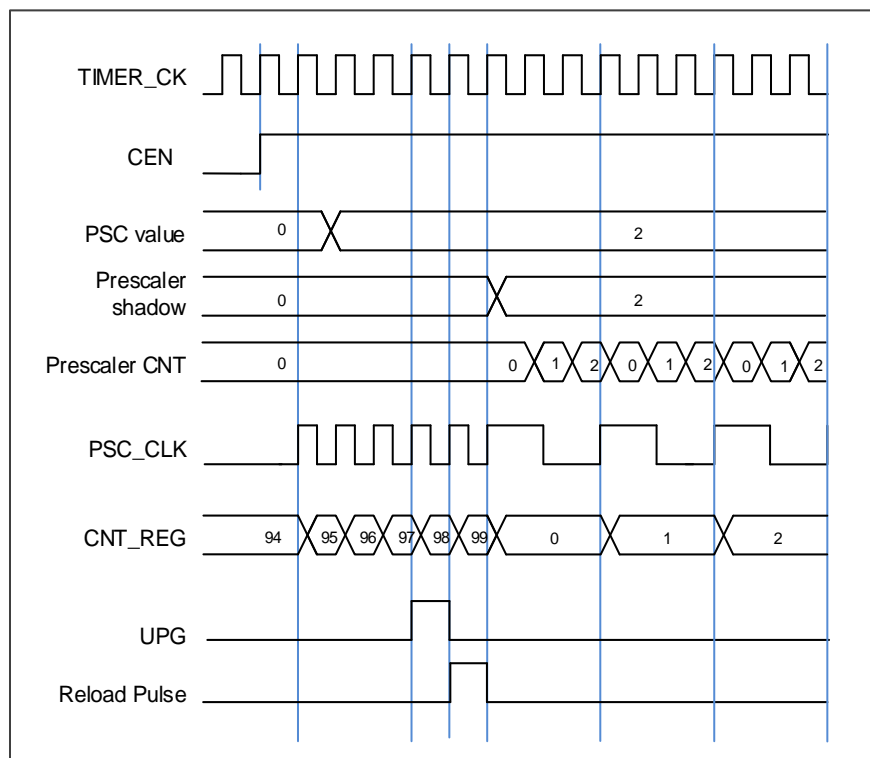 TIMER_CK
CEN
PSC value 0 2
Prescaler
shadow 0 2
Prescaler CNT 0 0 1 2 0 1 2 0 1 2
PSC_CLK
CNT_REG 94 95 96 97 98 99 0 1 2
UPG
Reload Pulse